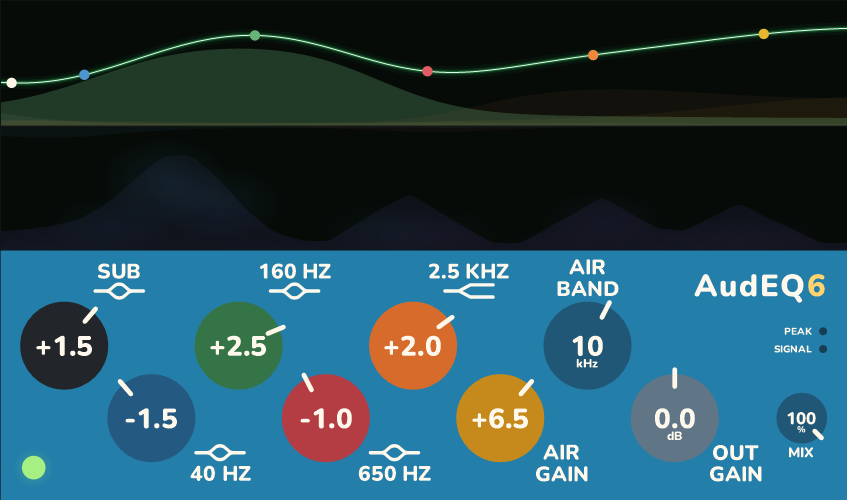 SUB
160 HZ
2.5 KHZ
AIR
BAND
AudEQ6
PEAK
SIGNAL
+1.5
+2.5
+2.0
10
kHz
-1.5
-1.0
+6.5
0.0
dB
100
%
MIX
40 HZ
650 HZ
AIR
GAIN
OUT
GAIN